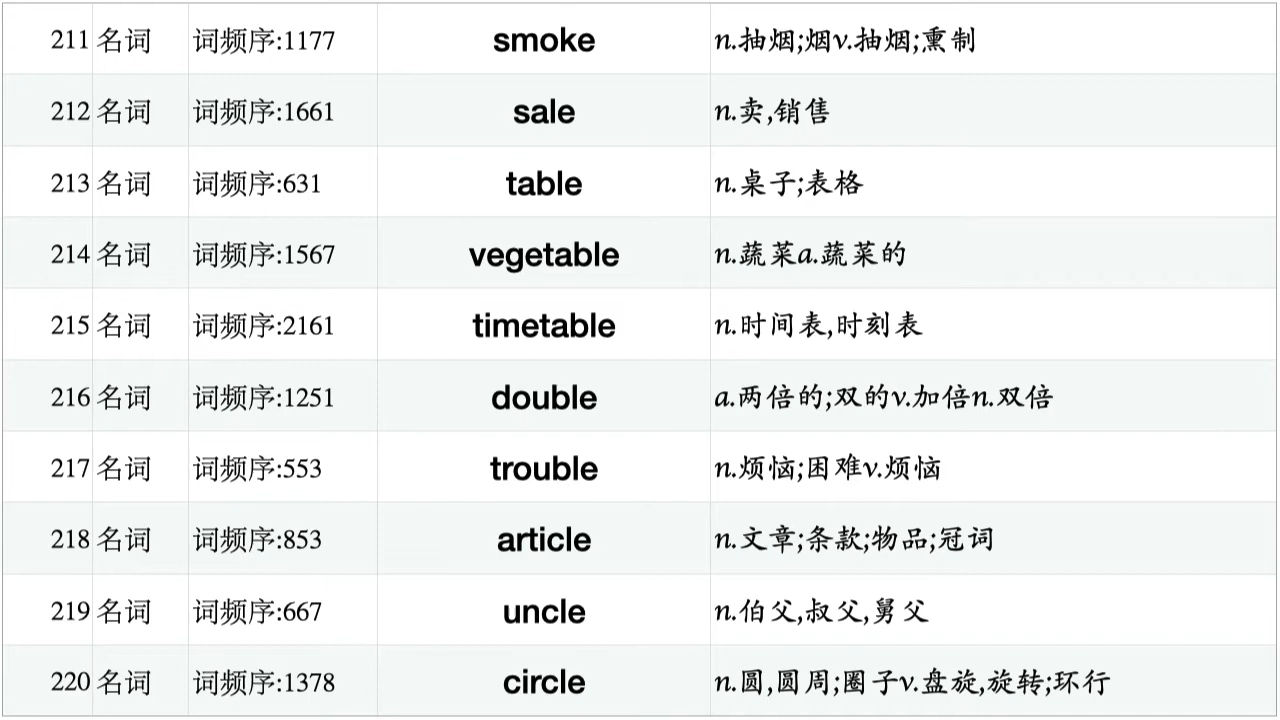 211 名词 词频序:1177 smoke n.抽烟;烟v.抽烟;熏制
212 名词 词频序:1661 sale n.卖,销售
213 名词 词频序:631 table n.桌子;表格
214 名词 词频序:1567 vegetable n.蔬菜a.蔬菜的
215 名词 词频序:2161 timetable n.时间表,时刻表
216 名词 词频序:1251 double a.两倍的;双的v.加倍n.双倍
217 名词 词频序:553 trouble n.烦恼;困难v.烦恼
218 名词 词频序:853 article n.文章;条款;物品;冠词
219 名词 词频序:667 uncle n.伯父,叔父,舅父
220 名词 词频序:1378 circle n.圆,圆周;圈子v.盘旋,旋转;环行